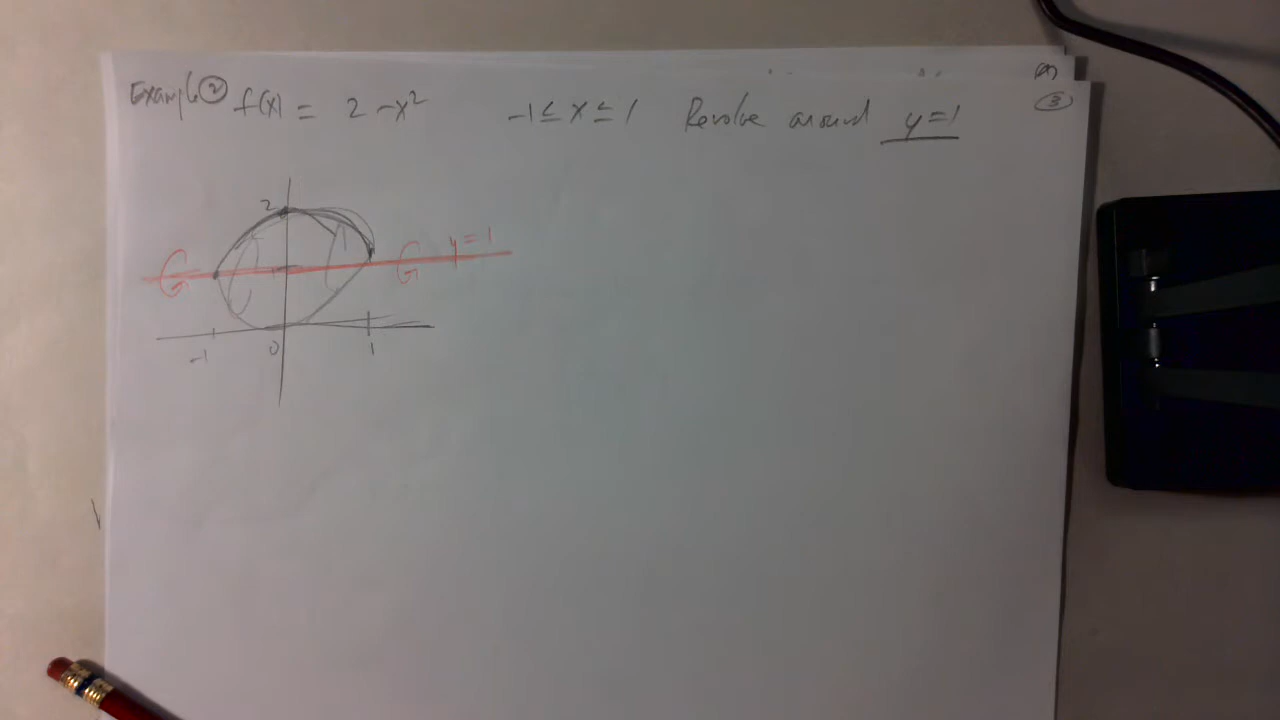 Example ② f(x) = 2 - x² -1 ≤ x ≤ 1 Revolve around y=1
③
2
y=1
-1 0 1